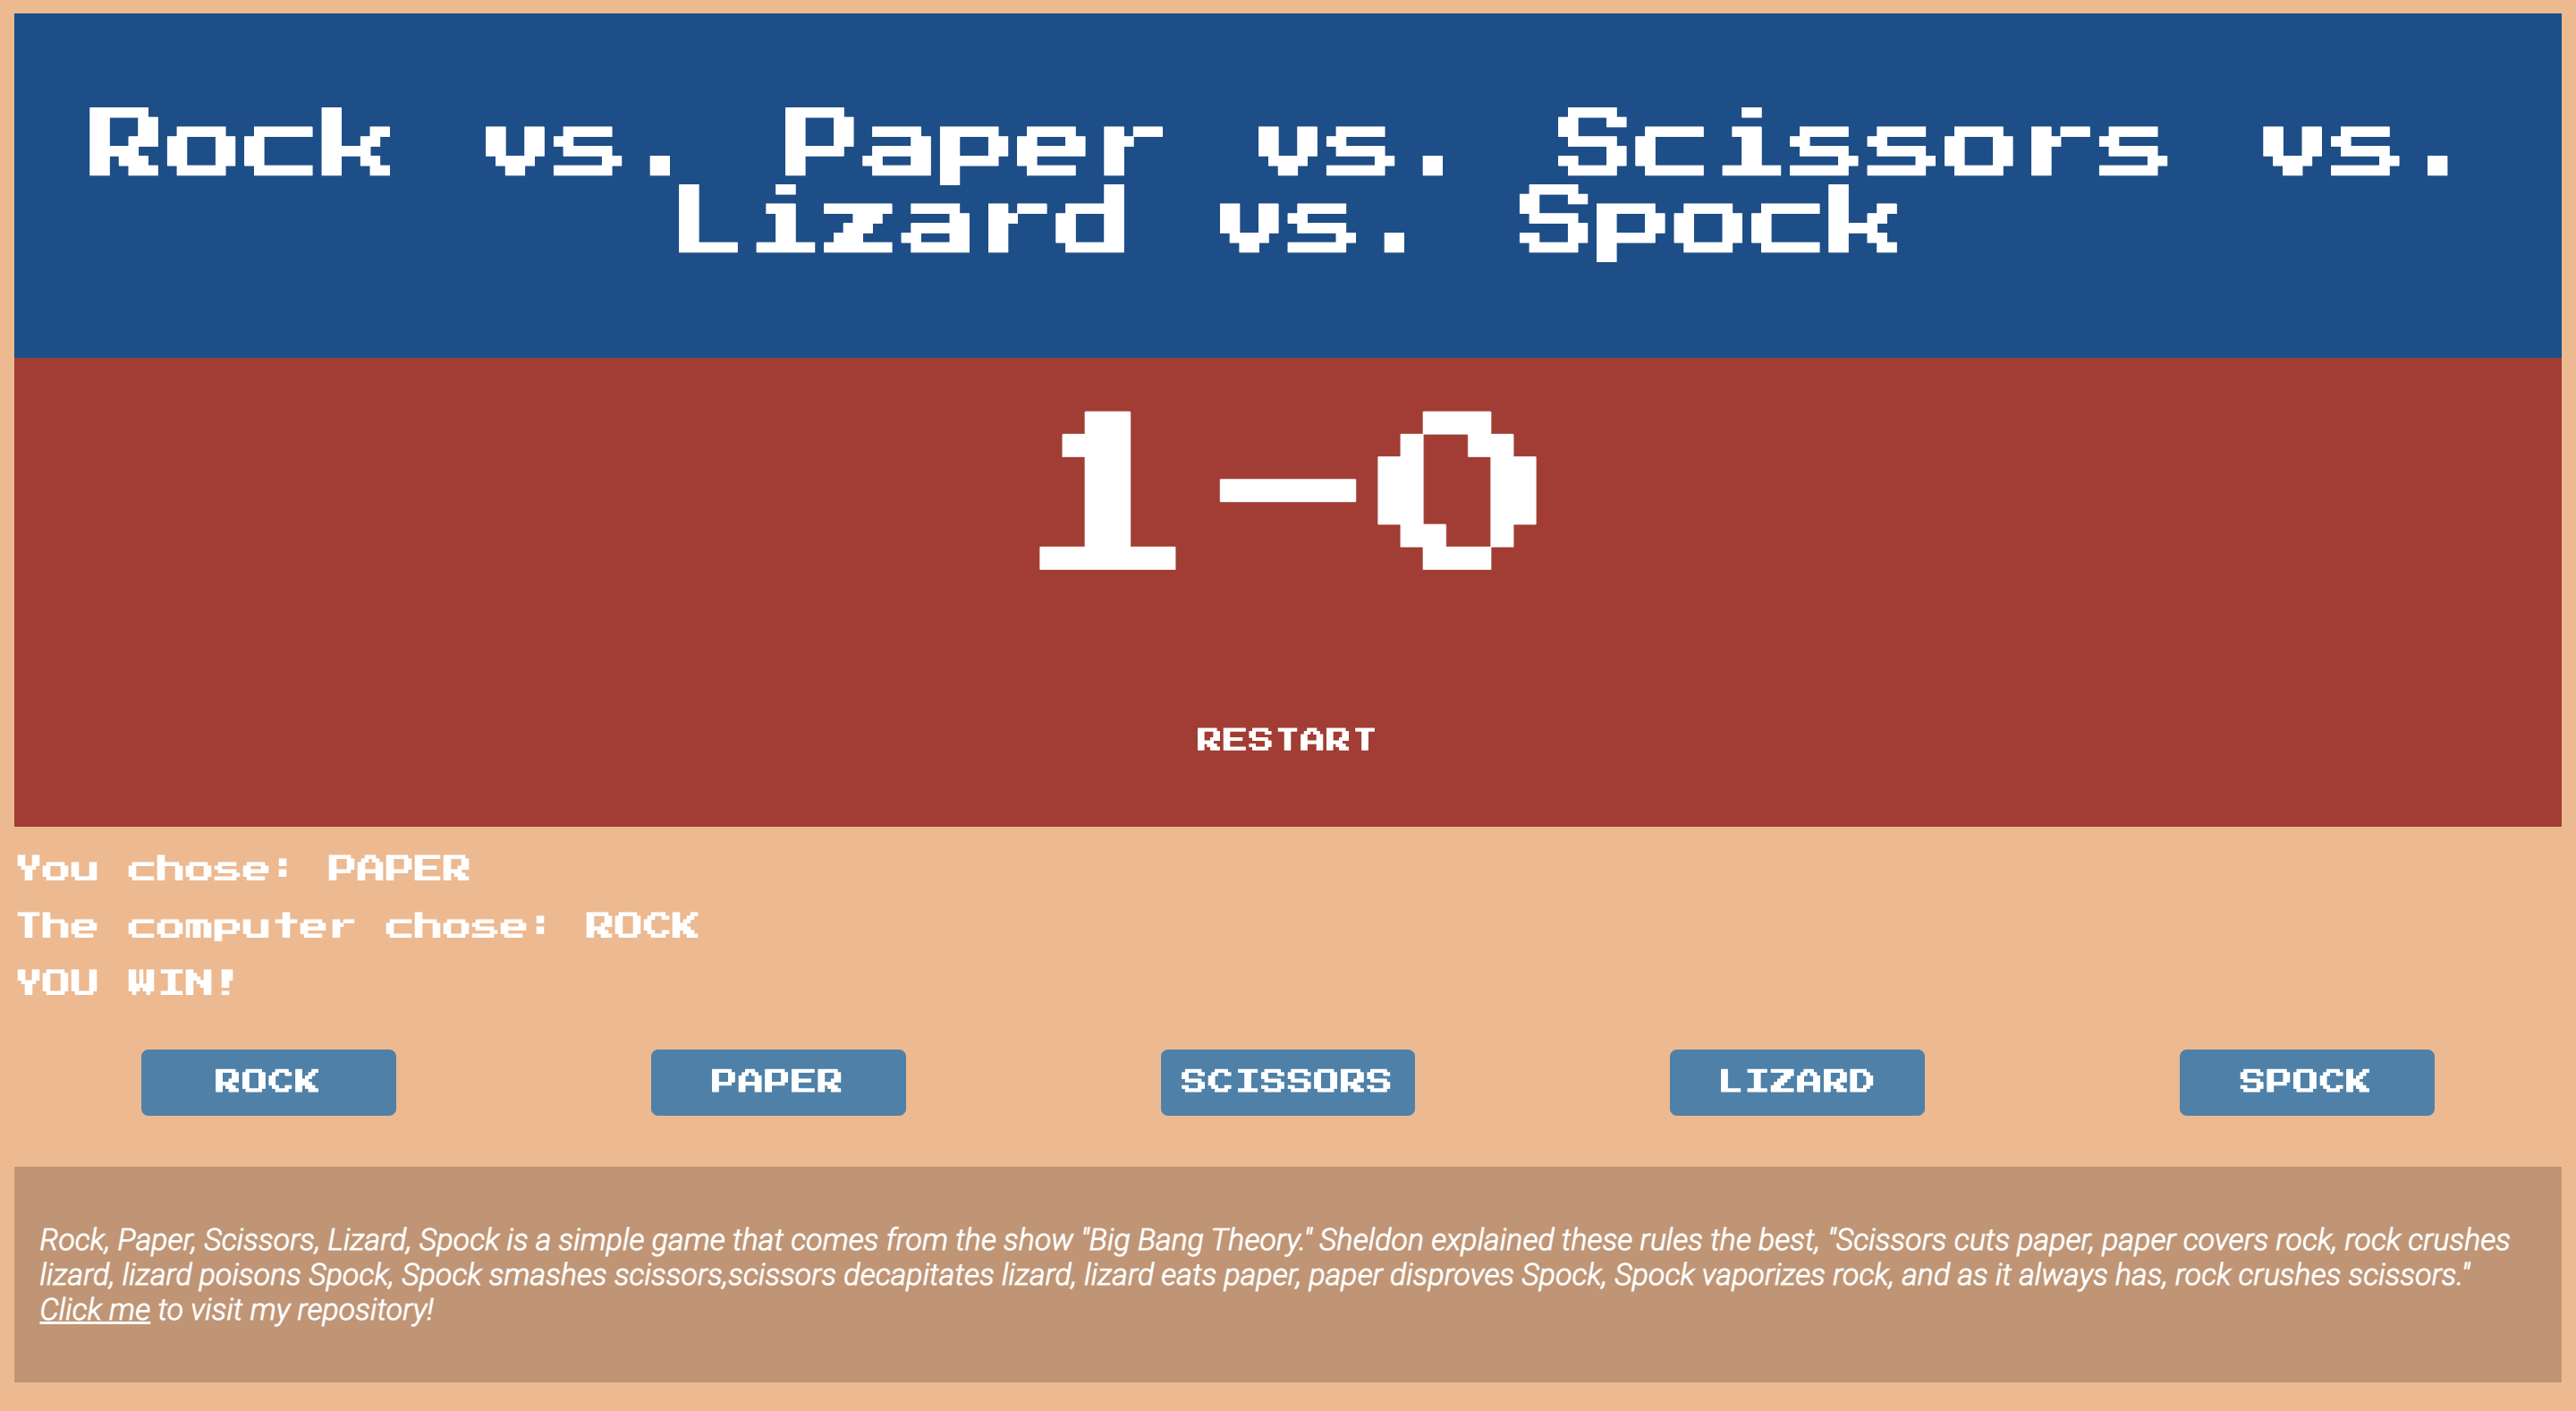 Rock vs. Paper vs. Scissors vs.
Lizard vs. Spock
1-0
RESTART
You chose: PAPER
The computer chose: ROCK
YOU WIN!
ROCK PAPER SCISSORS LIZARD SPOCK
Rock, Paper, Scissors, Lizard, Spock is a simple game that comes from the show "Big Bang Theory." Sheldon explained these rules the best, "Scissors cuts paper, paper covers rock, rock crushes
lizard, lizard poisons Spock, Spock smashes scissors,scissors decapitates lizard, lizard eats paper, paper disproves Spock, Spock vaporizes rock, and as it always has, rock crushes scissors."
Click me to visit my repository!